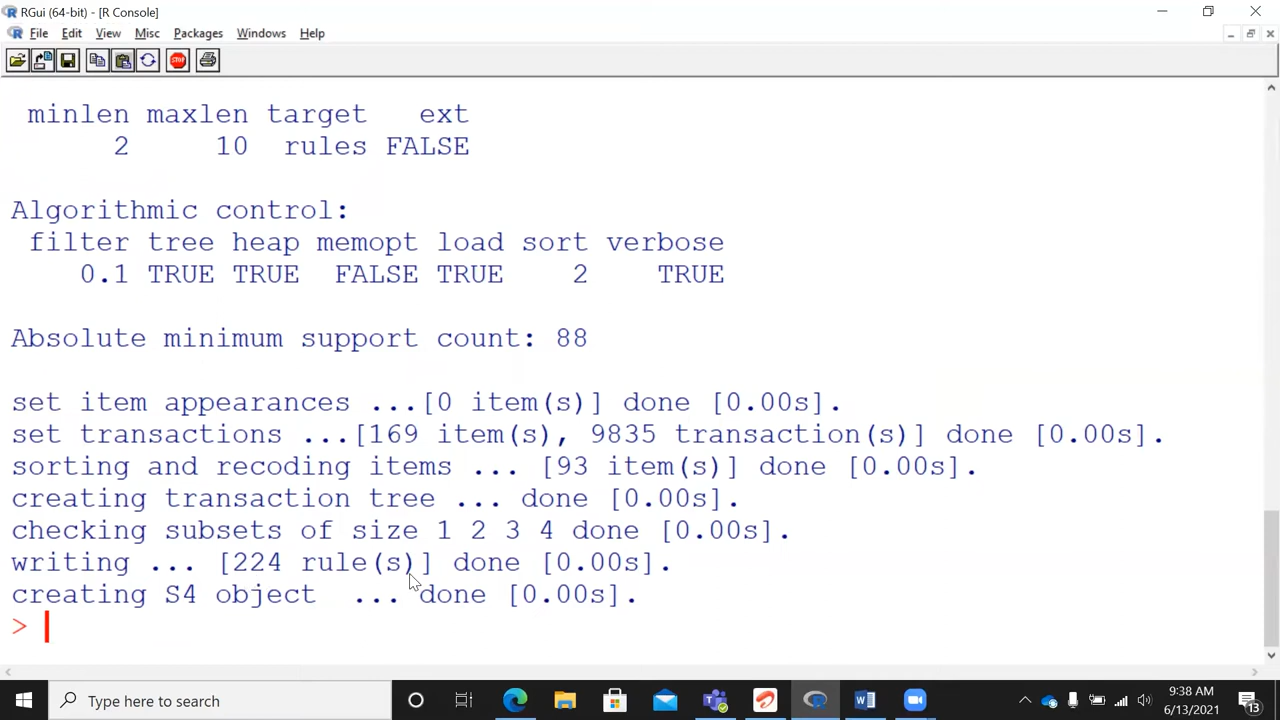 RGui (64-bit) - [R Console]
File Edit View Misc Packages Windows Help
STOP
minlen maxlen target ext
2 10 rules FALSE
Algorithmic control:
filter tree heap memopt load sort verbose
0.1 TRUE TRUE FALSE TRUE 2 TRUE
Absolute minimum support count: 88
set item appearances ...[0 item(s)] done [0.00s].
set transactions ...[169 item(s), 9835 transaction(s)] done [0.00s].
sorting and recoding items ... [93 item(s)] done [0.00s].
creating transaction tree ... done [0.00s].
checking subsets of size 1 2 3 4 done [0.00s].
writing ... [224 rule(s)] done [0.00s].
creating S4 object ... done [0.00s].
>
Type here to search
9:38 AM
6/13/2021
13